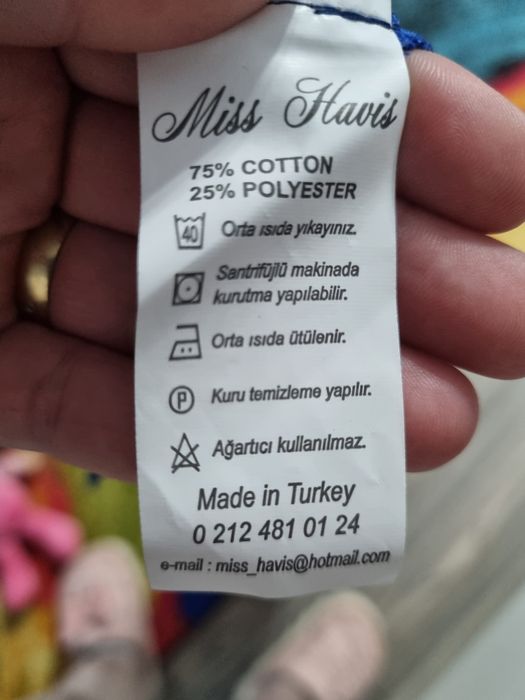 Miss Havis
75% COTTON
25% POLYESTER
40 Orta ısıda yıkayınız.
Santrifüjlü makinada
kurutma yapılabilir.
Orta ısıda ütülenir.
P Kuru temizleme yapılır.
Ağartıcı kullanılmaz.
Made in Turkey
0 212 481 01 24
e-mail : miss_havis@hotmail.com